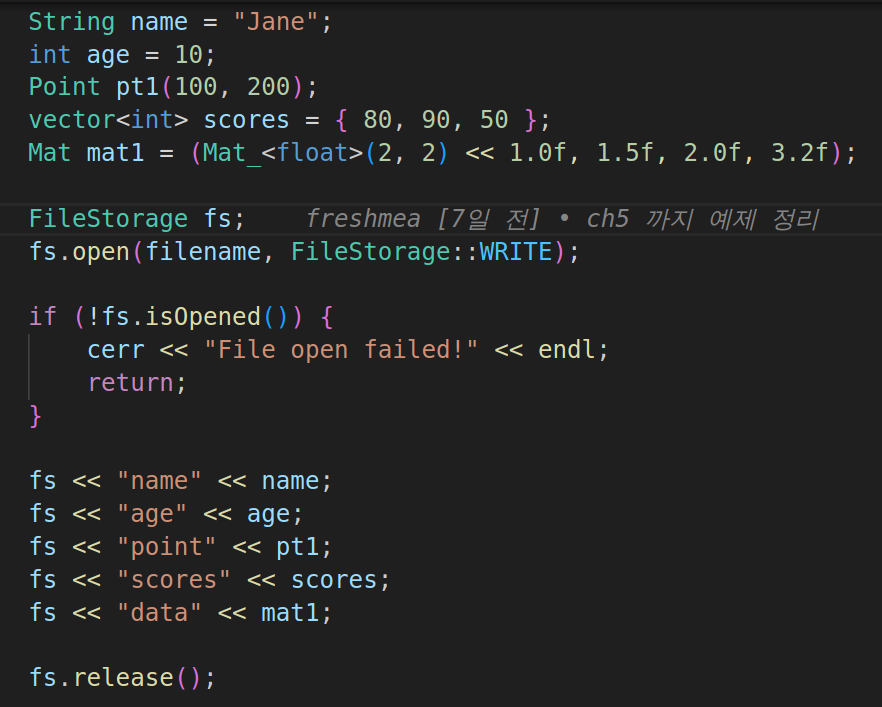 String name = "Jane";
int age = 10;
Point pt1(100, 200);
vector<int> scores = { 80, 90, 50 };
Mat mat1 = (Mat_<float>(2, 2) << 1.0f, 1.5f, 2.0f, 3.2f);
FileStorage fs;    freshmea [7일 전] • ch5 까지 예제 정리
fs.open(filename, FileStorage::WRITE);
if (!fs.isOpened()) {
    cerr << "File open failed!" << endl;
    return;
}
fs << "name" << name;
fs << "age" << age;
fs << "point" << pt1;
fs << "scores" << scores;
fs << "data" << mat1;
fs.release();